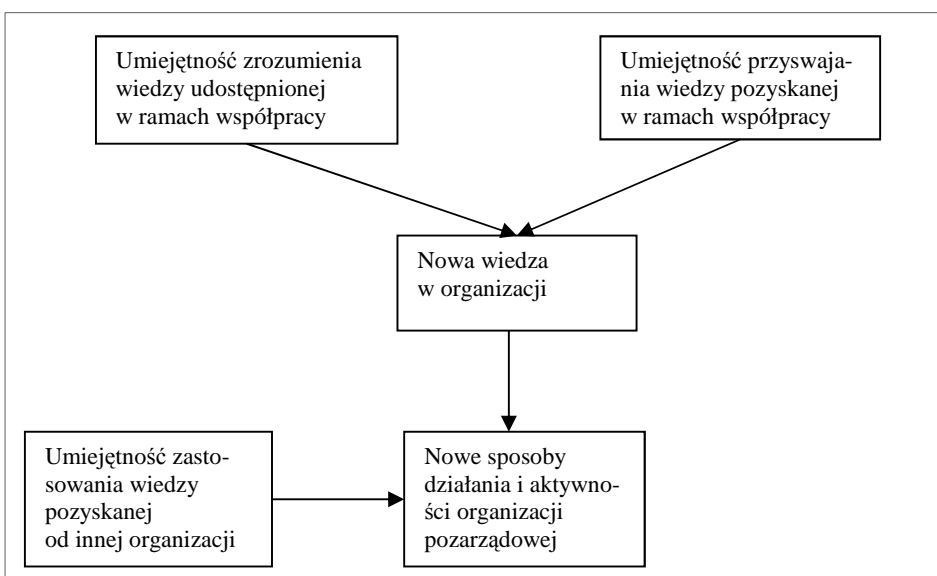 Umiejętność zrozumienia
wiedzy udostępnionej
w ramach współpracy
Umiejętność przyswaja-
nia wiedzy pozyskanej
w ramach współpracy
Nowa wiedza
w organizacji
Umiejętność zasto-
sowania wiedzy
pozyskanej
od innej organizacji
Nowe sposoby
działania i aktywno-
ści organizacji
pozarządowej